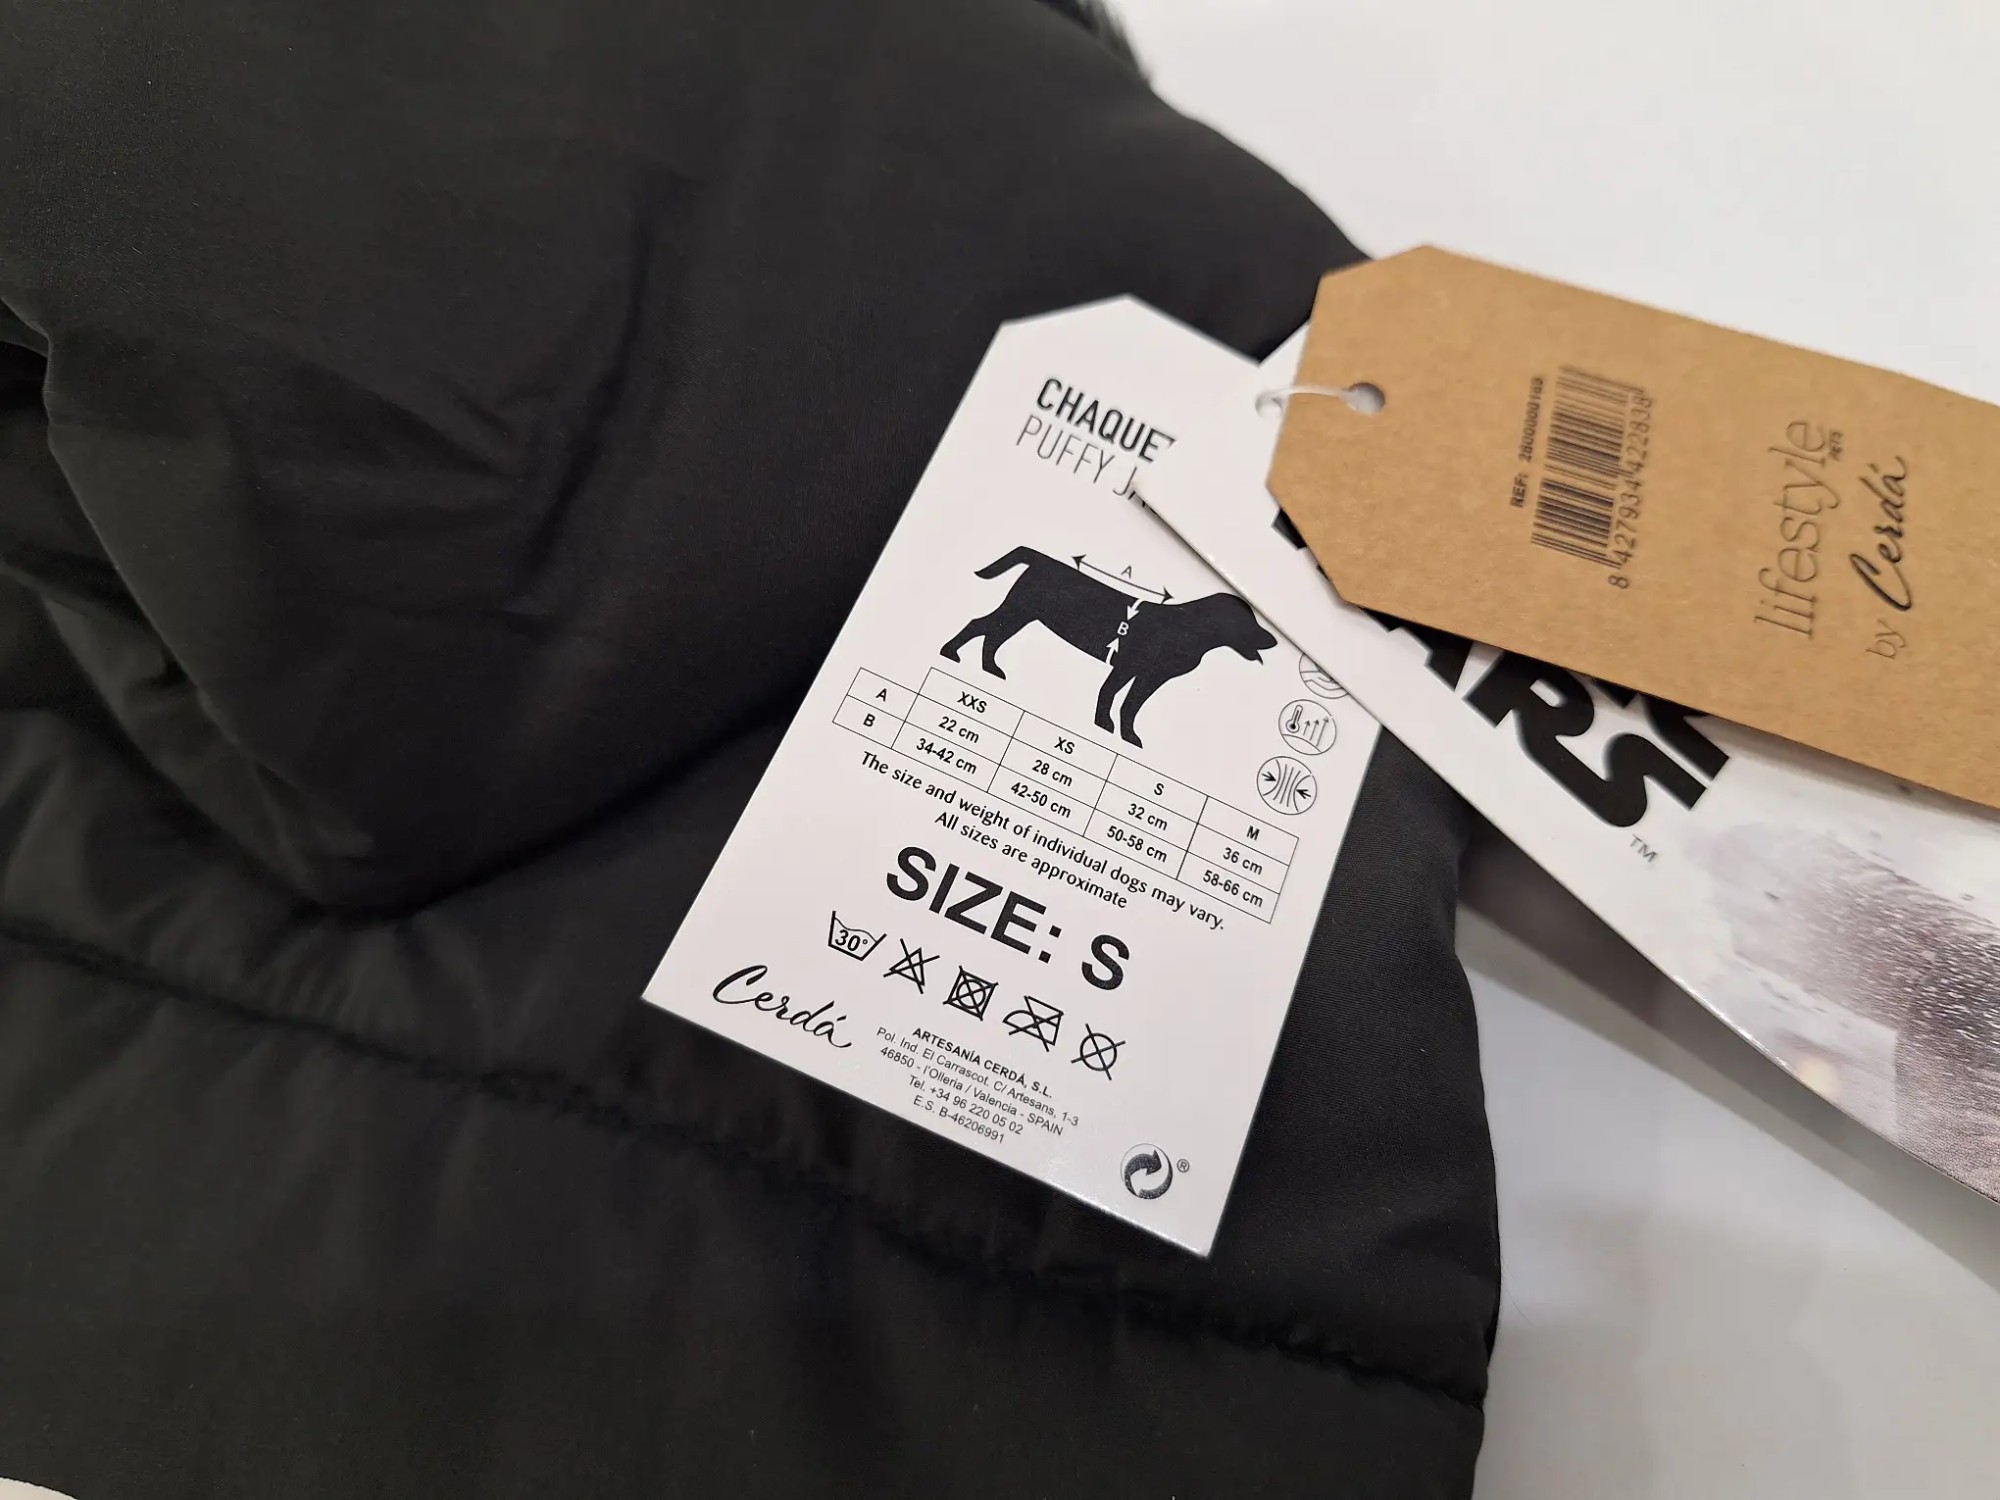 CHAQUE
PUFFY J
A
B
XXS XS S M
A 22 cm 28 cm 32 cm 36 cm
B 34-42 cm 42-50 cm 50-58 cm 58-66 cm
The size and weight of individual dogs may vary.
All sizes are approximate
SIZE: S
30°
Cerdá
ARTESANÍA CERDÁ, S.L.
Pol. Ind. El Carrascot. C/ Artesans, 1-3
46850 - l'Olleria / Valencia - SPAIN
Tel. +34 96 220 05 02
E.S. B-46206991
®
ARS
TM
8 427934 422838
lifestyle
PETS
by Cerdá